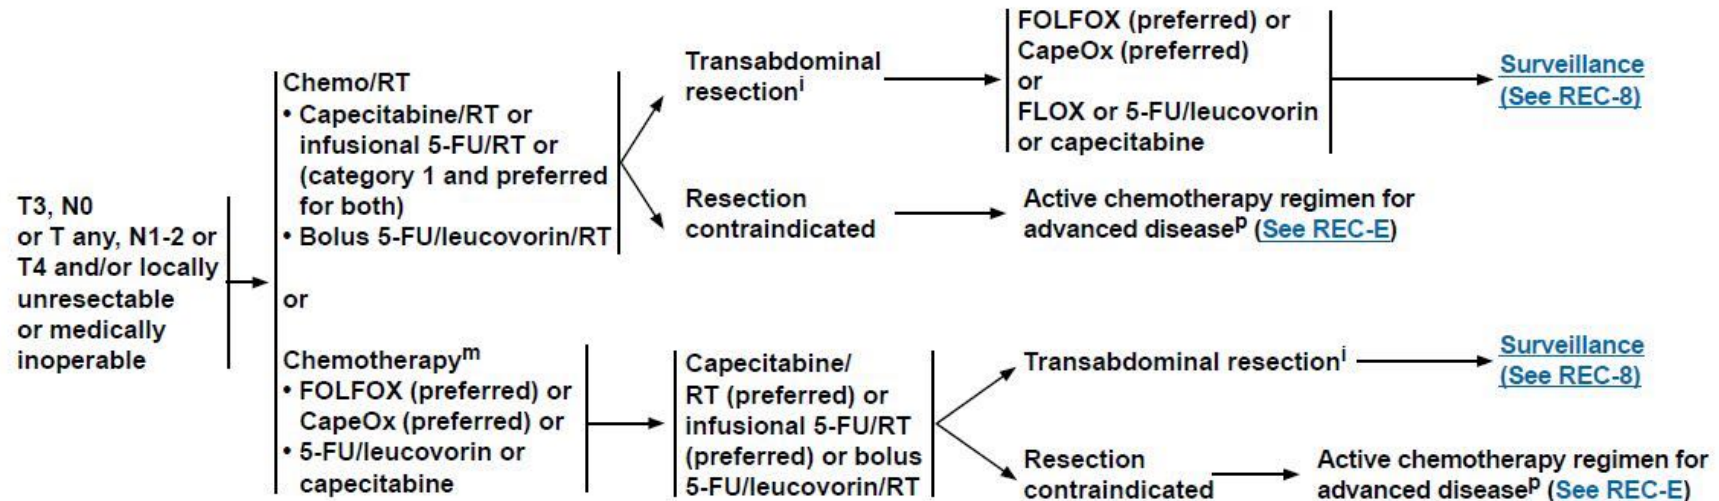 T3, N0
or T any, N1-2 or
T4 and/or locally
unresectable
or medically
inoperable
Chemo/RT
• Capecitabine/RT or
infusional 5-FU/RT or
(category 1 and preferred
for both)
• Bolus 5-FU/leucovorin/RT
or
Chemotherapym
• FOLFOX (preferred) or
CapeOx (preferred) or
• 5-FU/leucovorin or
capecitabine
Transabdominal
resectioni
FOLFOX (preferred) or
CapeOx (preferred)
or
FLOX or 5-FU/leucovorin
or capecitabine
Surveillance
(See REC-8)
Resection
contraindicated
Active chemotherapy regimen for
advanced diseasep (See REC-E)
Capecitabine/
RT (preferred) or
infusional 5-FU/RT
(preferred) or bolus
5-FU/leucovorin/RT
Transabdominal resectioni
Surveillance
(See REC-8)
Resection
contraindicated
Active chemotherapy regimen for
advanced diseasep (See REC-E)